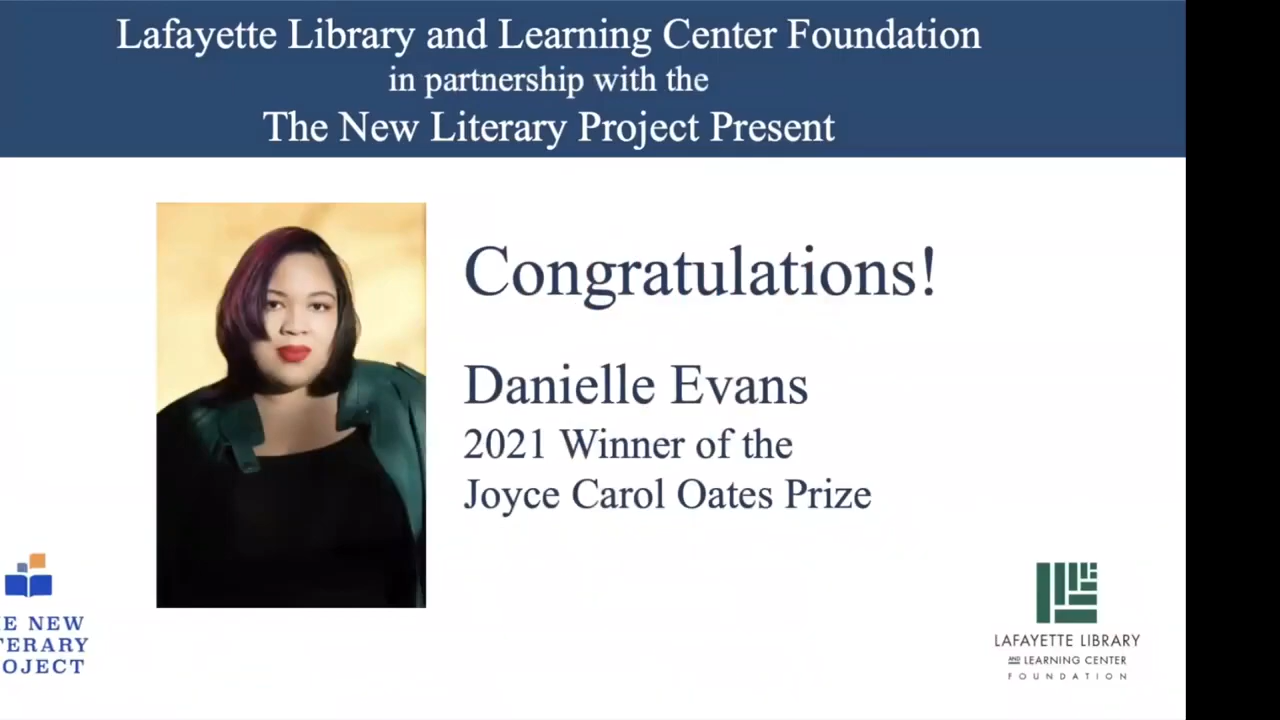 Lafayette Library and Learning Center Foundation
in partnership with the
The New Literary Project Present
Congratulations!
Danielle Evans
2021 Winner of the
Joyce Carol Oates Prize
E NEW
ERARY
OJECT
LAFAYETTE LIBRARY
AND LEARNING CENTER
FOUNDATION